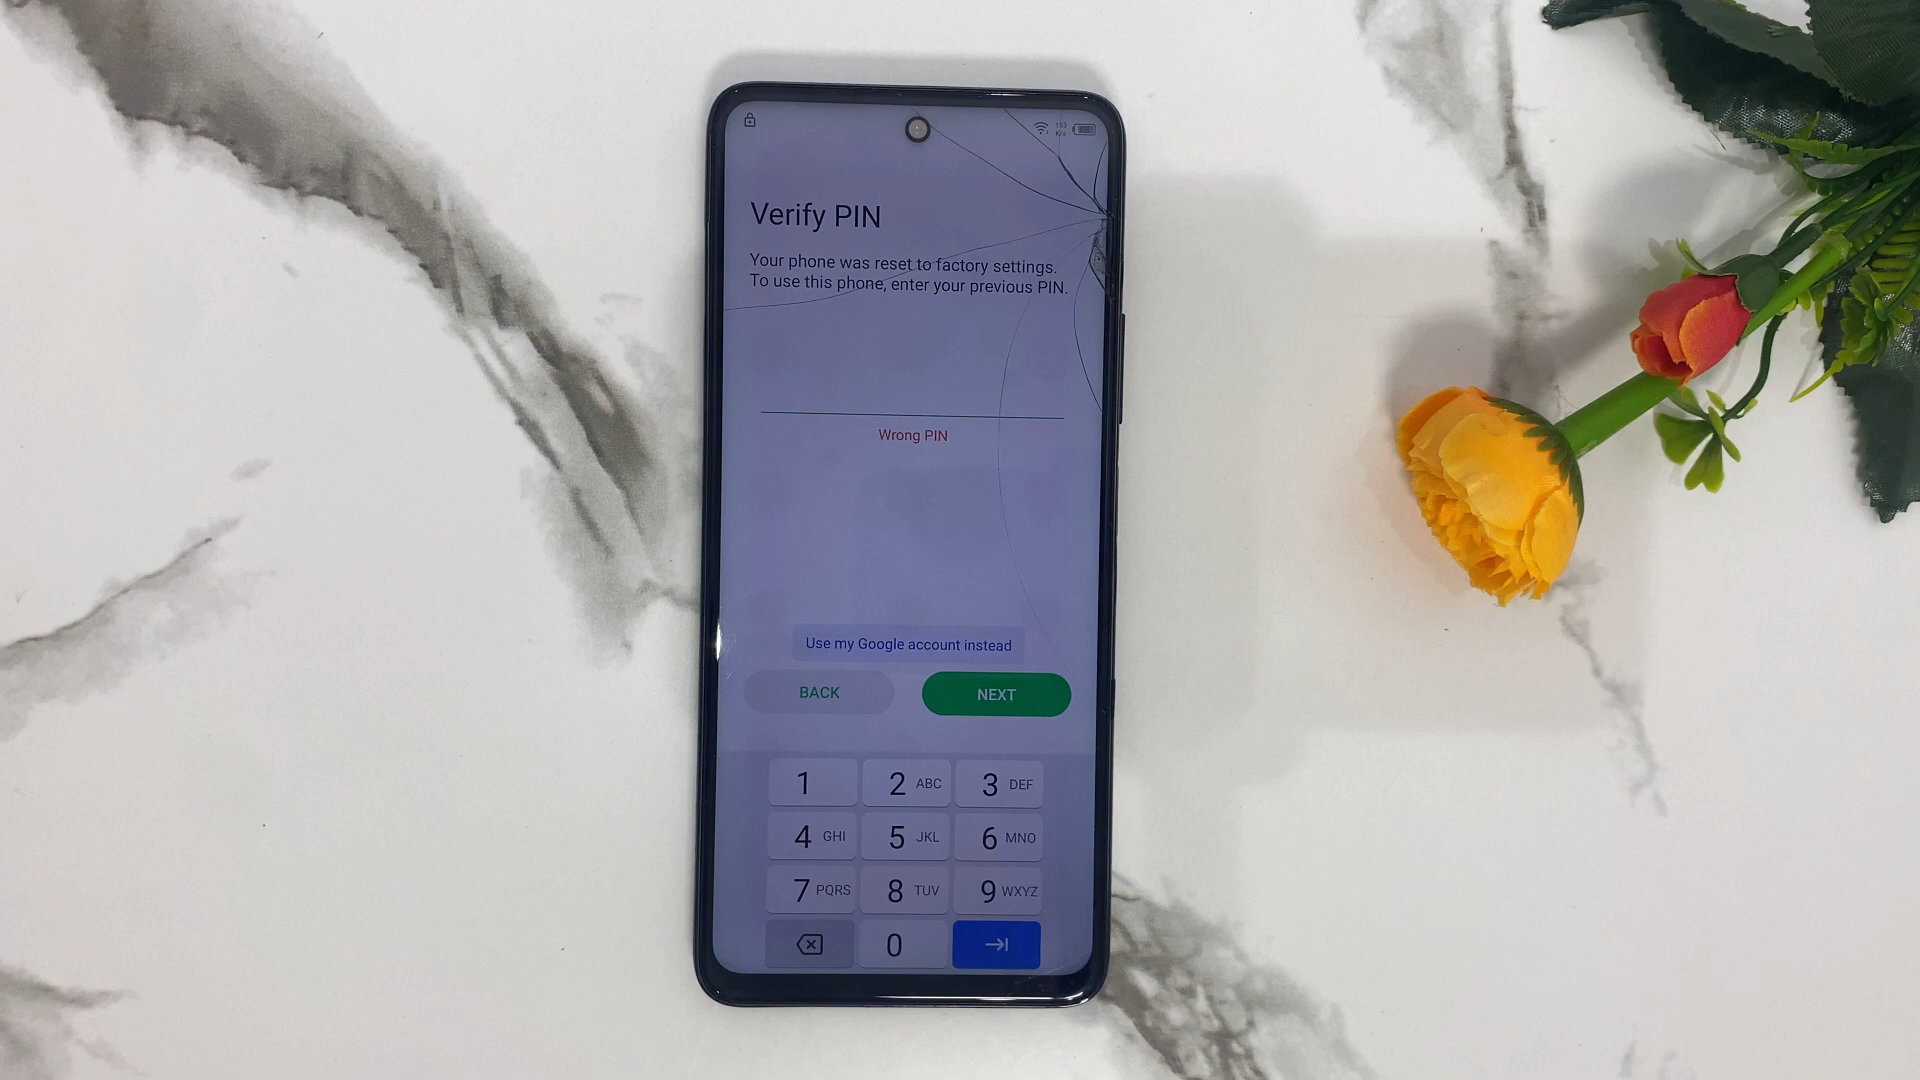 Verify PIN
Your phone was reset to factory settings.
To use this phone, enter your previous PIN.
Wrong PIN
Use my Google account instead
BACK NEXT
1 2 ABC 3 DEF
4 GHI 5 JKL 6 MNO
7 PQRS 8 TUV 9 WXYZ
0